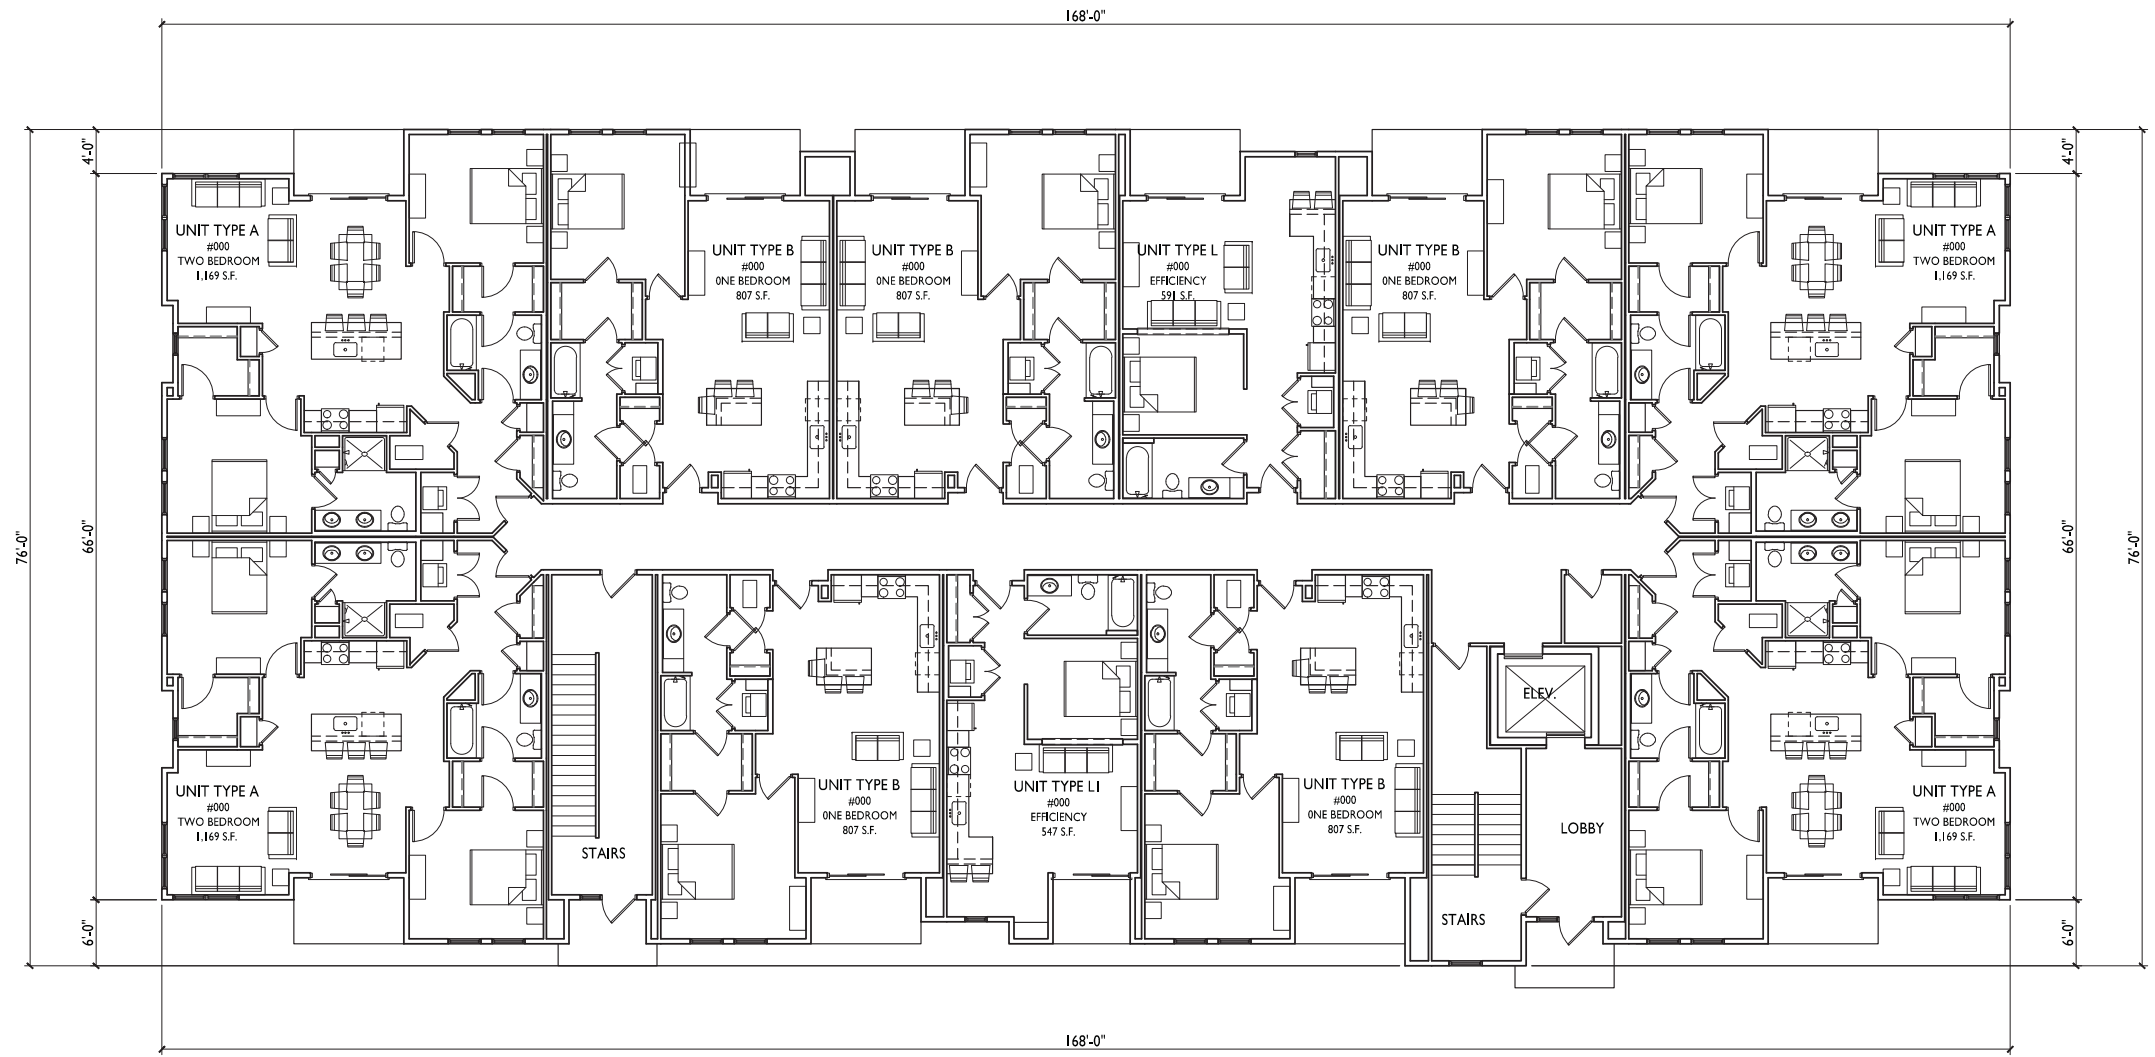 168'-0"
4'-0"
4'-0"
UNIT TYPE A
#000
TWO BEDROOM
1,169 S.F.
UNIT TYPE B
#000
0NE BEDROOM
807 S.F.
UNIT TYPE B
#000
0NE BEDROOM
807 S.F.
UNIT TYPE L
#000
EFFICIENCY
591 S.F.
UNIT TYPE B
#000
0NE BEDROOM
807 S.F.
UNIT TYPE A
#000
TWO BEDROOM
1,169 S.F.
76'-0"
66'-0"
66'-0"
76'-0"
ELEV.
UNIT TYPE A
#000
TWO BEDROOM
1,169 S.F.
STAIRS
UNIT TYPE B
#000
0NE BEDROOM
807 S.F.
UNIT TYPE L1
#000
EFFICIENCY
547 S.F.
UNIT TYPE B
#000
0NE BEDROOM
807 S.F.
STAIRS
LOBBY
UNIT TYPE A
#000
TWO BEDROOM
1,169 S.F.
6'-0"
6'-0"
168'-0"